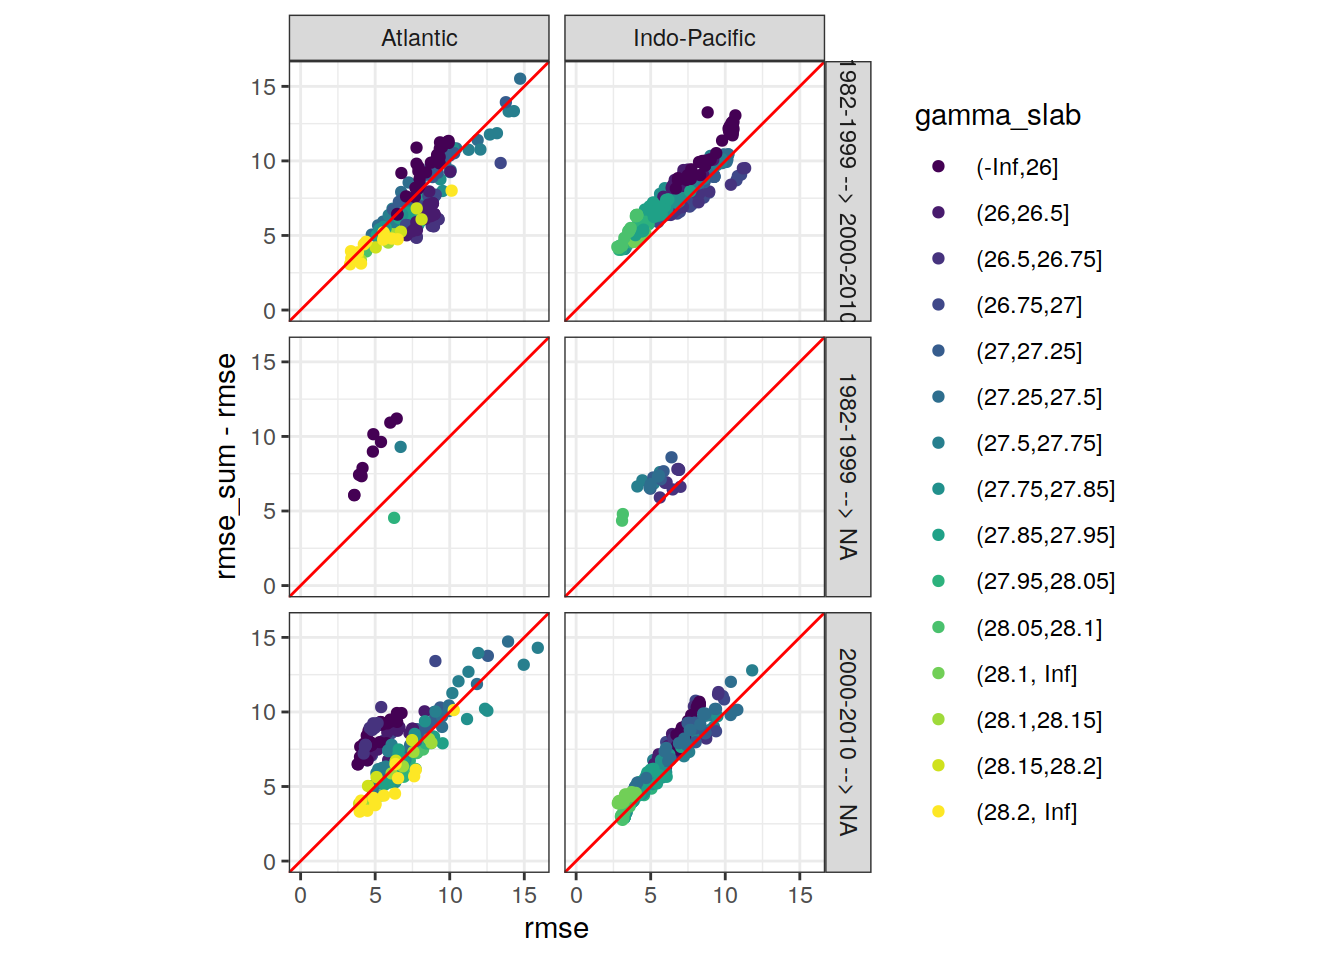 Atlantic
Indo-Pacific
15
10
5
0
1982-1999 --> 2000-2010
15
10
5
0
1982-1999 --> NA
15
10
5
0
2000-2010 --> NA
0 5 10 15
0 5 10 15
rmse
rmse_sum - rmse
gamma_slab
(-Inf,26]
(26,26.5]
(26.5,26.75]
(26.75,27]
(27,27.25]
(27.25,27.5]
(27.5,27.75]
(27.75,27.85]
(27.85,27.95]
(27.95,28.05]
(28.05,28.1]
(28.1, Inf]
(28.1,28.15]
(28.15,28.2]
(28.2, Inf]